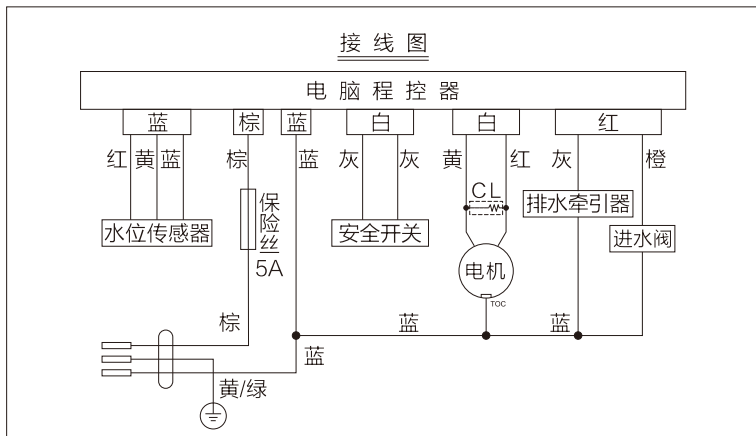 接线图
电脑程控器
蓝 棕 蓝 白 白 红
红 黄 蓝 棕 蓝 灰 灰 黄 红 灰 橙
CL
水位传感器
保险丝
5A
安全开关
排水牵引器
进水阀
电机
TOC
棕
蓝 蓝
蓝
黄/绿